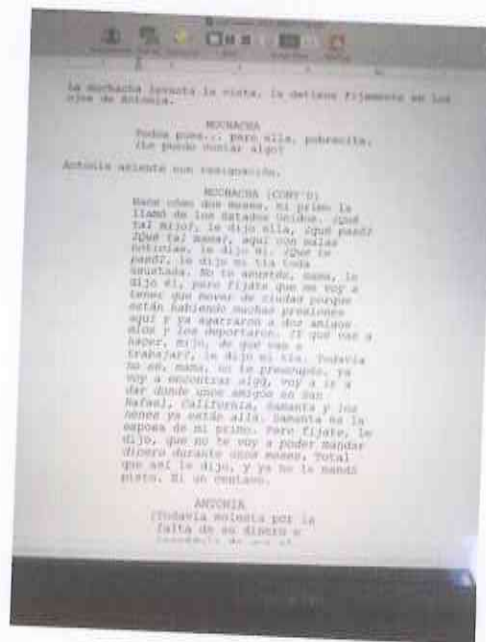 La muchacha levanta la vista, la detiene fijamente en los
ojos de Antonia.
MUCHACHA
Todos pues... pero ella, pobrecita.
¿Le puedo contar algo?
Antonia asiente con resignación.
MUCHACHA (CONT'D)
Hace cómo dos meses, mi primo la
llamó de los Estados Unidos. ¿Qué
tal mijo?, le dijo ella, ¿qué pasó?
¿Qué tal mama?, aquí con malas
noticias, le dijo él. ¿Qué te
pasó?, le dijo mi tía toda
asustada. No te asustés, mama, le
dijo él, pero fijate que me voy a
tener que mover de ciudad porque
están habiendo muchas presiones
aquí y ya agarraron a dos amigos
míos y los deportaron. ¿Y qué vas a
hacer, mijo, de qué vas a
trabajar?, le dijo mi tía. Todavía
no sé, mama, no te preocupés, ya
voy a encontrar algo, voy a ir a
dar donde unos amigos en San
Rafael, California, Samanta y los
nenes ya están allá. Samanta es la
esposa de mi primo. Pero fijate, le
dijo, que no te voy a poder mandar
dinero durante unos meses. Total
que así le dijo, y ya no le mandó
pisto. Ni un centavo.
ANTONIA
(Todavía molesta por la
falta de su dinero e